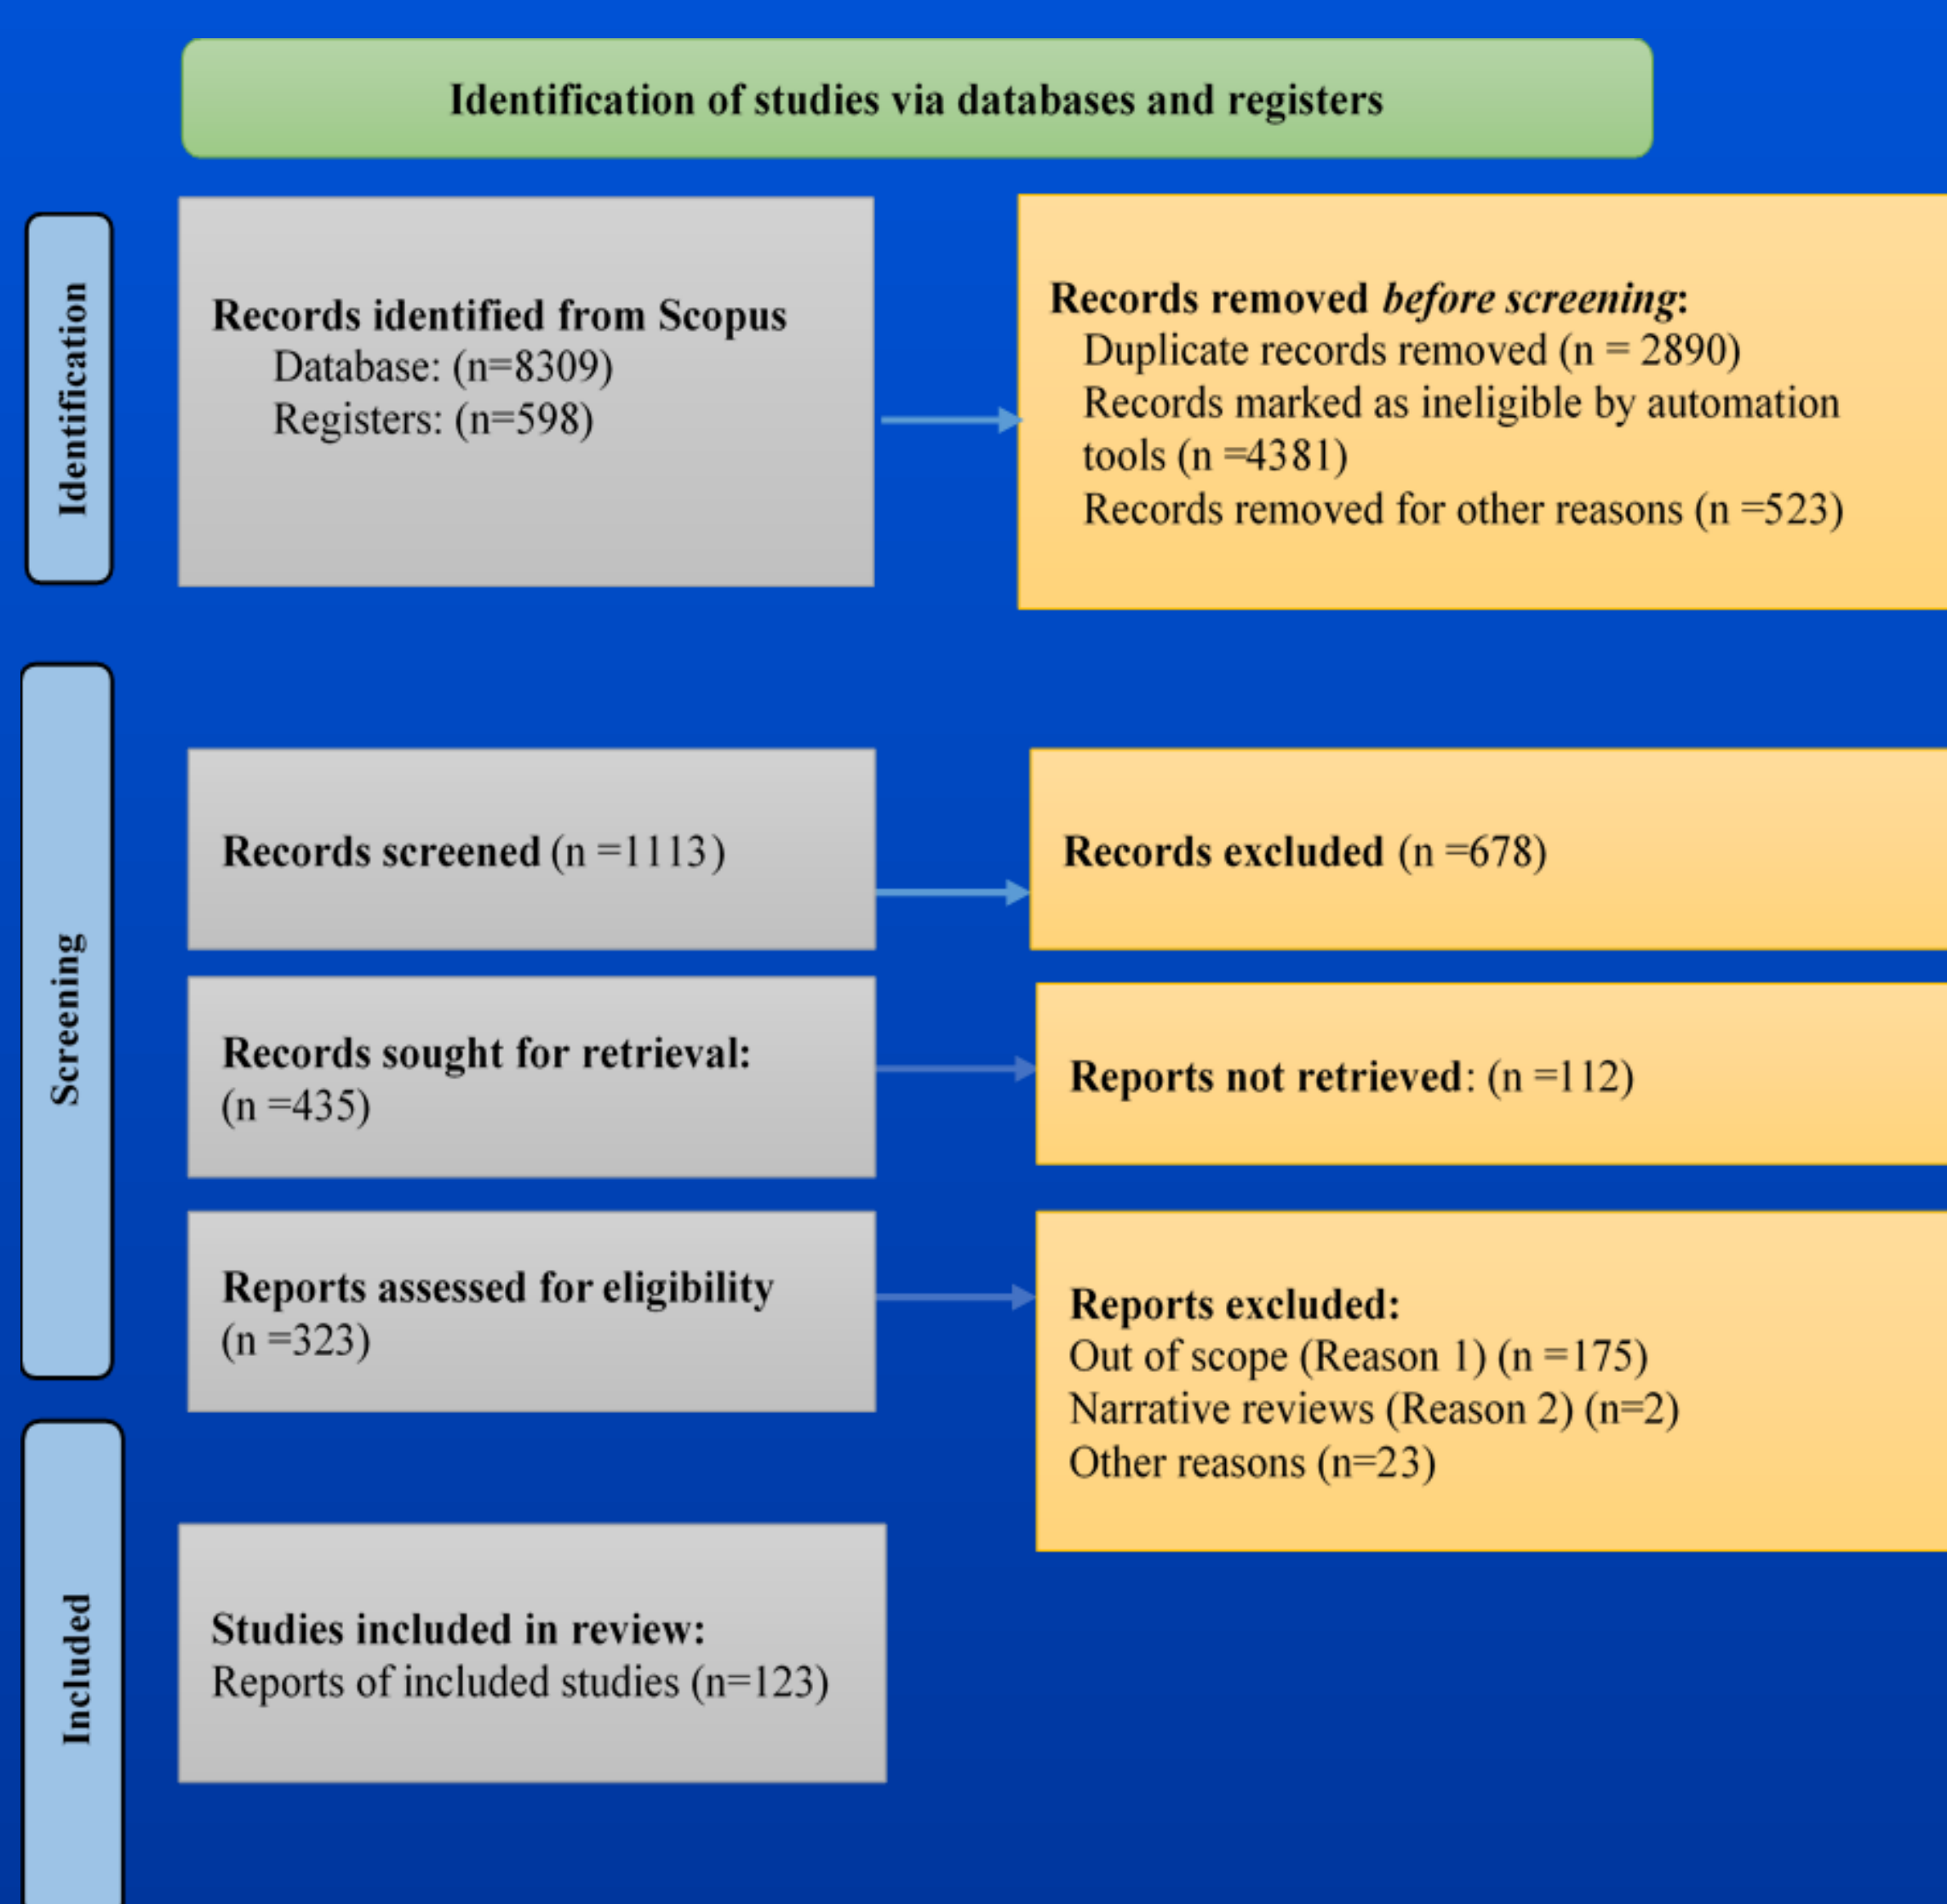 Identification of studies via databases and registers
Identification
Records identified from Scopus
Database: (n=8309)
Registers: (n=598)
Records removed before screening:
Duplicate records removed (n = 2890)
Records marked as ineligible by automation
tools (n =4381)
Records removed for other reasons (n =523)
Screening
Records screened (n =1113)
Records excluded (n =678)
Records sought for retrieval:
(n =435)
Reports not retrieved: (n =112)
Reports assessed for eligibility
(n =323)
Reports excluded:
Out of scope (Reason 1) (n =175)
Narrative reviews (Reason 2) (n=2)
Other reasons (n=23)
Included
Studies included in review:
Reports of included studies (n=123)